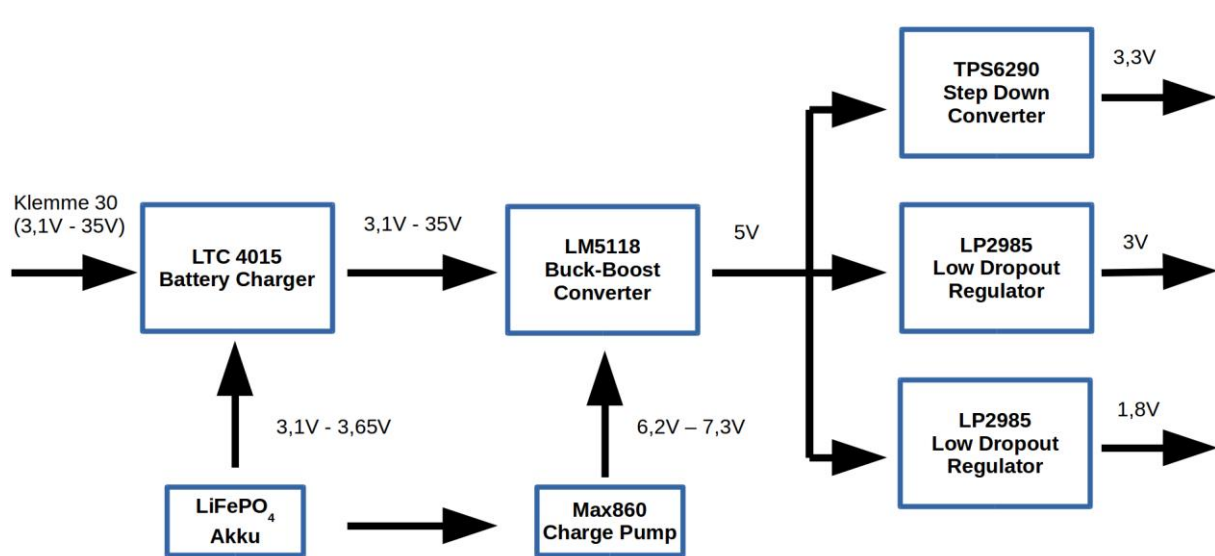 Klemme 30
(3,1V - 35V)
LTC 4015
Battery Charger
3,1V - 35V
LM5118
Buck-Boost
Converter
5V
TPS6290
Step Down
Converter
3,3V
LP2985
Low Dropout
Regulator
3V
LP2985
Low Dropout
Regulator
1,8V
3,1V - 3,65V
6,2V – 7,3V
LiFePO₄
Akku
Max860
Charge Pump